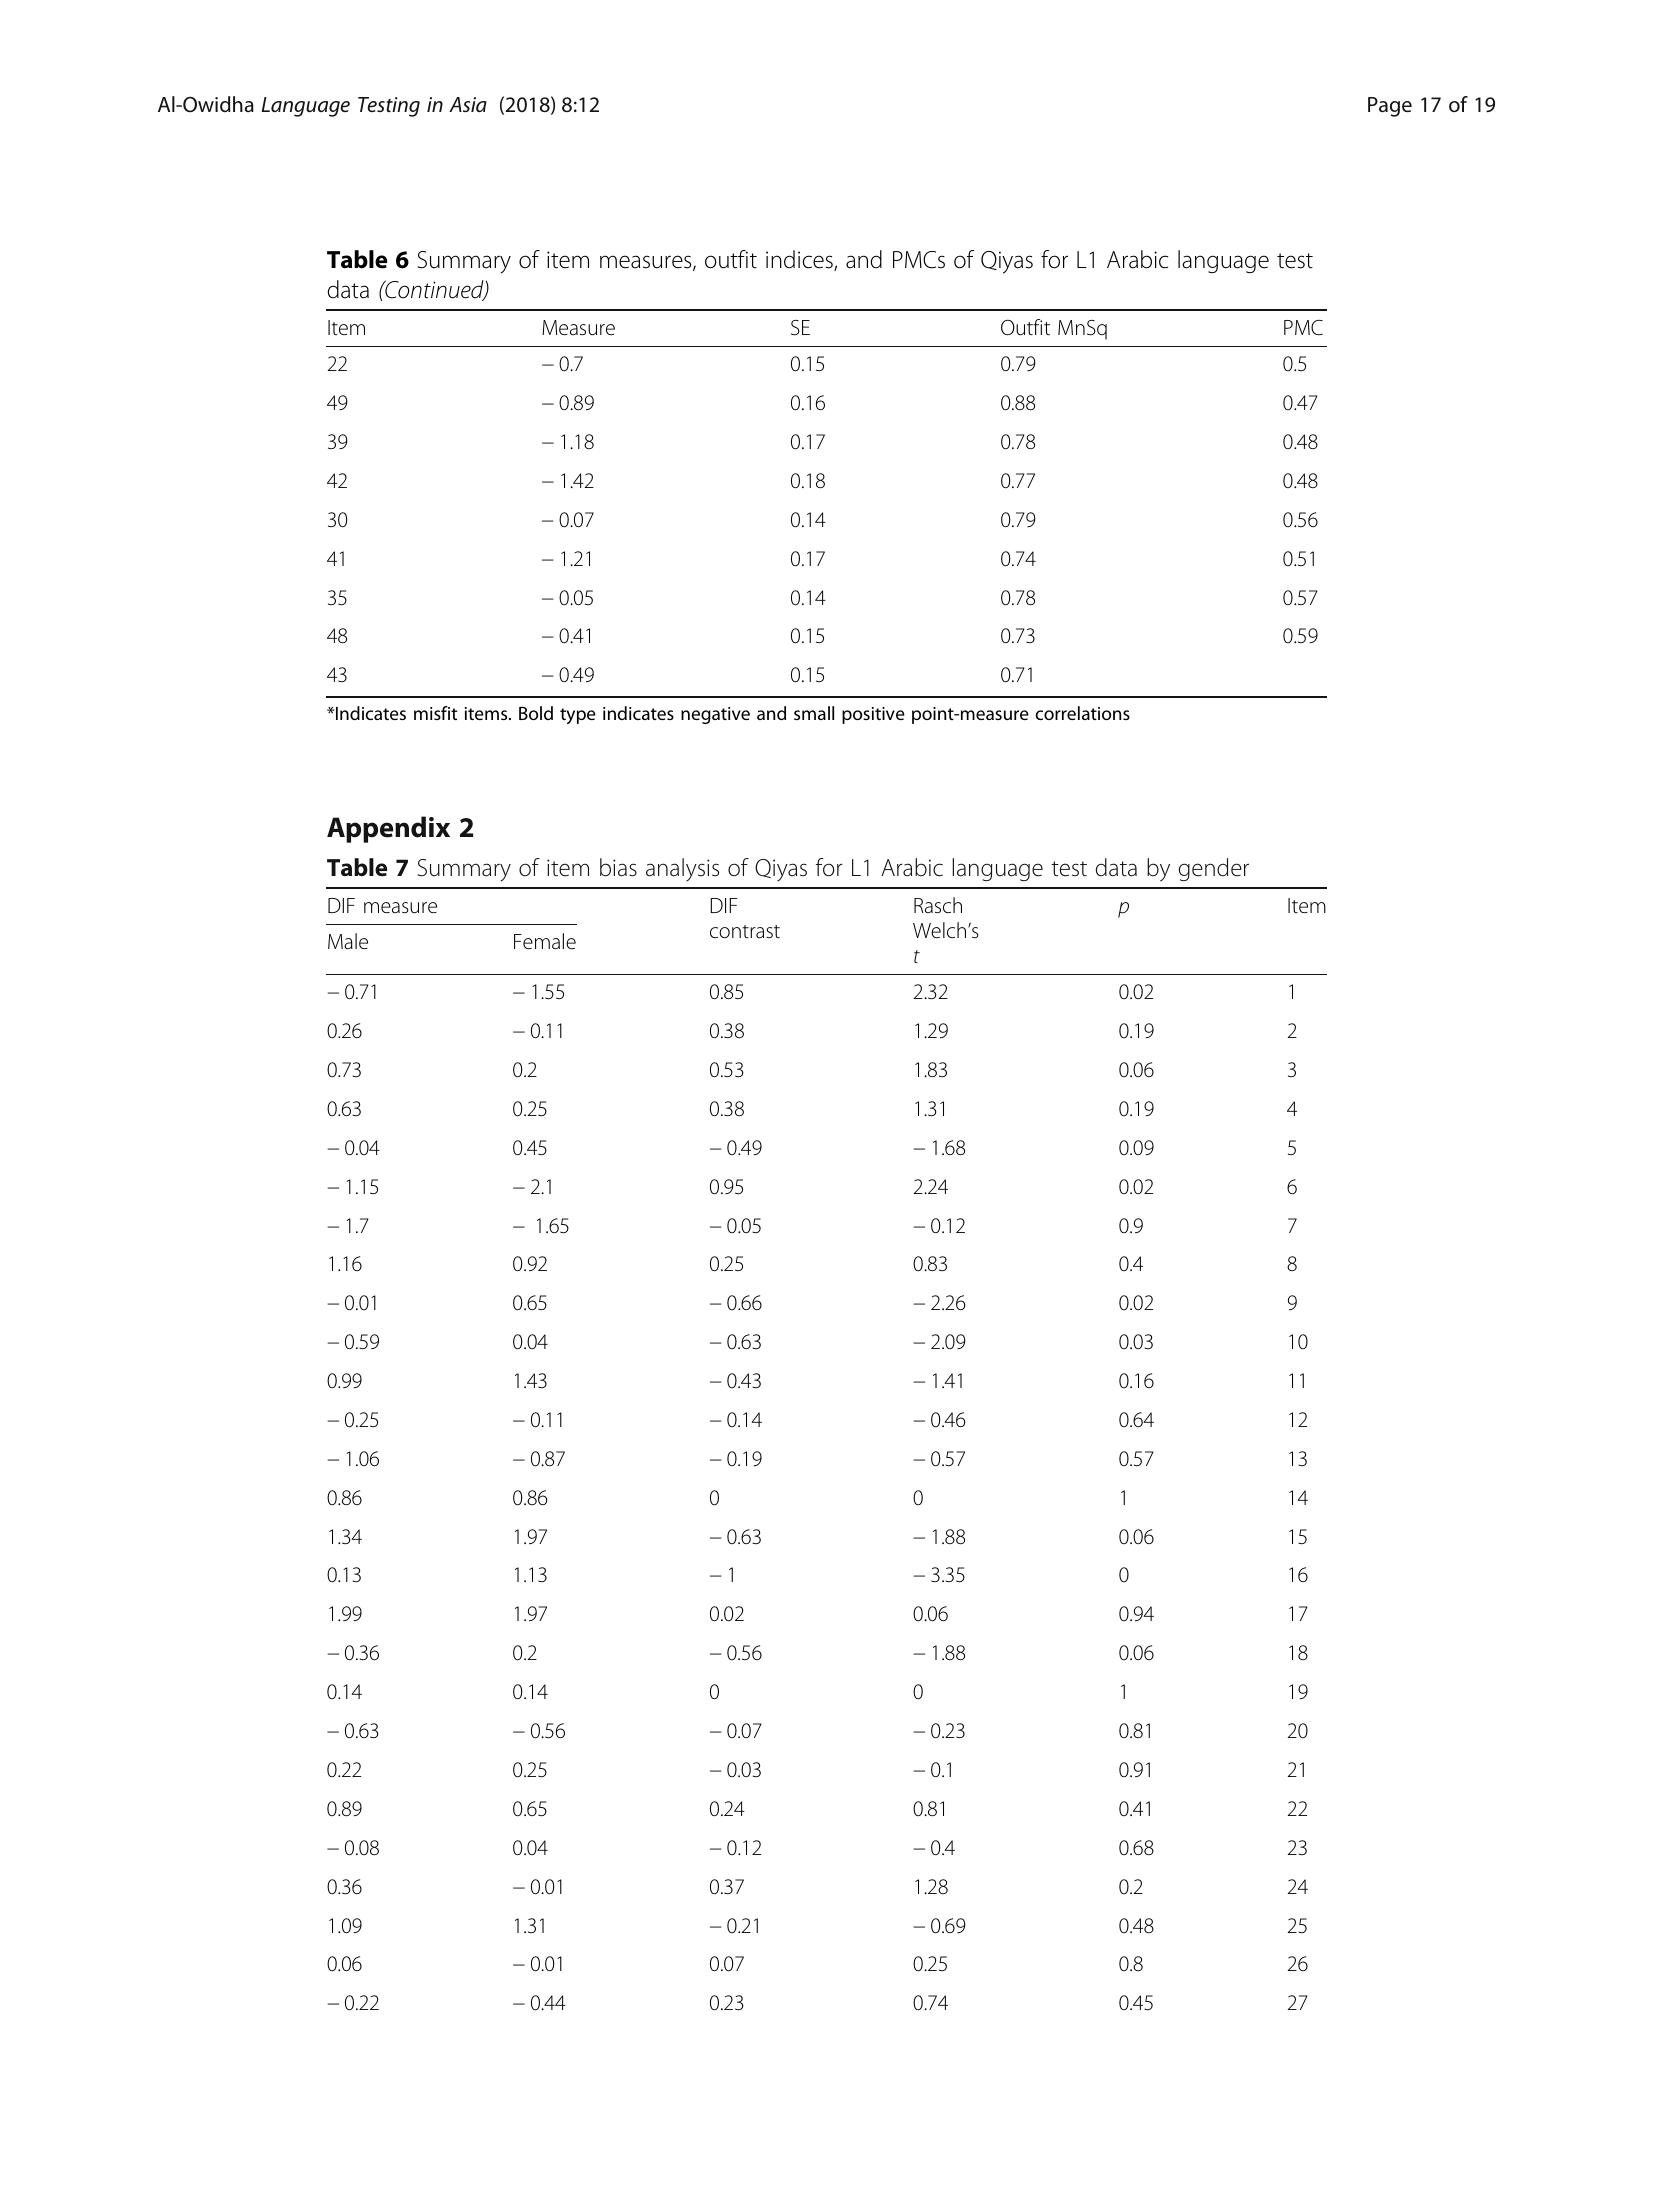 Al-Owidha Language Testing in Asia (2018) 8:12 Page 17 of 19
Table 6 Summary of item measures, outfit indices, and PMCs of Qiyas for L1 Arabic language test
data (Continued)
Item Measure SE Outfit MnSq PMC
22 − 0.7 0.15 0.79 0.5
49 − 0.89 0.16 0.88 0.47
39 − 1.18 0.17 0.78 0.48
42 − 1.42 0.18 0.77 0.48
30 − 0.07 0.14 0.79 0.56
41 − 1.21 0.17 0.74 0.51
35 − 0.05 0.14 0.78 0.57
48 − 0.41 0.15 0.73 0.59
43 − 0.49 0.15 0.71
*Indicates misfit items. Bold type indicates negative and small positive point-measure correlations
Appendix 2
Table 7 Summary of item bias analysis of Qiyas for L1 Arabic language test data by gender
DIF measure DIF Rasch p Item
contrast Welch's
Male Female
t
− 0.71 − 1.55 0.85 2.32 0.02 1
0.26 − 0.11 0.38 1.29 0.19 2
0.73 0.2 0.53 1.83 0.06 3
0.63 0.25 0.38 1.31 0.19 4
− 0.04 0.45 − 0.49 − 1.68 0.09 5
− 1.15 − 2.1 0.95 2.24 0.02 6
− 1.7 − 1.65 − 0.05 − 0.12 0.9 7
1.16 0.92 0.25 0.83 0.4 8
− 0.01 0.65 − 0.66 − 2.26 0.02 9
− 0.59 0.04 − 0.63 − 2.09 0.03 10
0.99 1.43 − 0.43 − 1.41 0.16 11
− 0.25 − 0.11 − 0.14 − 0.46 0.64 12
− 1.06 − 0.87 − 0.19 − 0.57 0.57 13
0.86 0.86 0 0 1 14
1.34 1.97 − 0.63 − 1.88 0.06 15
0.13 1.13 − 1 − 3.35 0 16
1.99 1.97 0.02 0.06 0.94 17
− 0.36 0.2 − 0.56 − 1.88 0.06 18
0.14 0.14 0 0 1 19
− 0.63 − 0.56 − 0.07 − 0.23 0.81 20
0.22 0.25 − 0.03 − 0.1 0.91 21
0.89 0.65 0.24 0.81 0.41 22
− 0.08 0.04 − 0.12 − 0.4 0.68 23
0.36 − 0.01 0.37 1.28 0.2 24
1.09 1.31 − 0.21 − 0.69 0.48 25
0.06 − 0.01 0.07 0.25 0.8 26
− 0.22 − 0.44 0.23 0.74 0.45 27